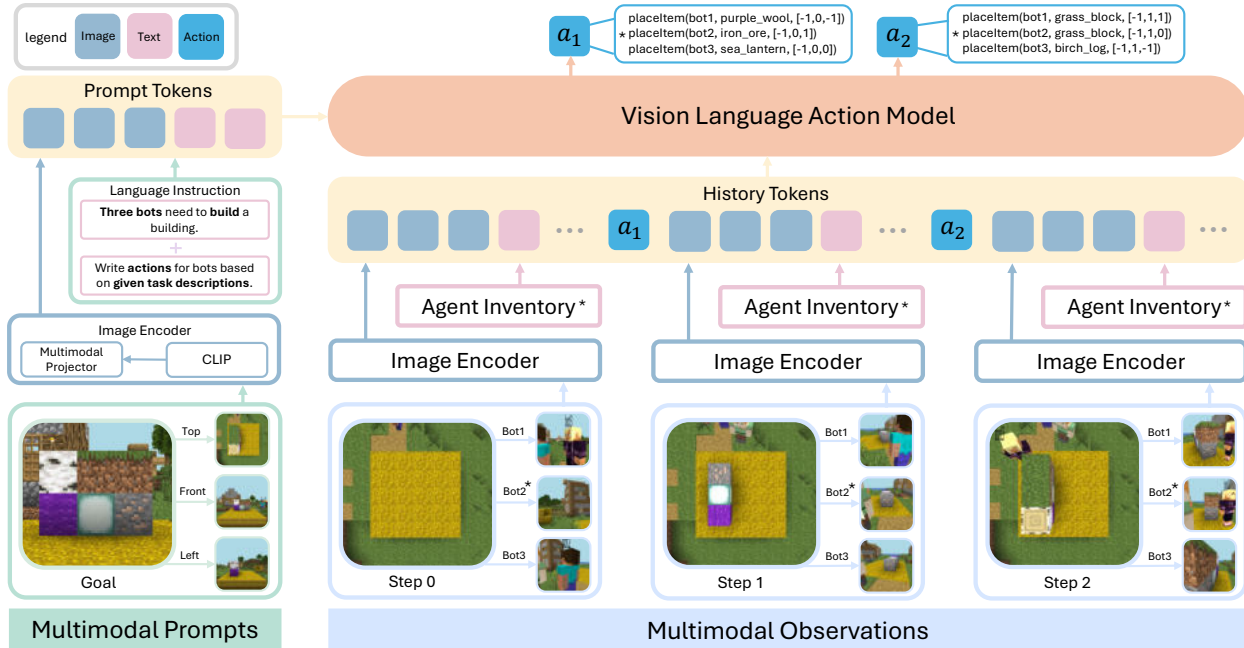 legend
Image
Text
Action
Prompt Tokens
Language Instruction
Three bots need to build a
building.
+
Write actions for bots based
on given task descriptions.
Image Encoder
Multimodal
Projector
CLIP
Top
Front
Left
Goal
Multimodal Prompts
a1
placeItem(bot1, purple_wool, [-1,0,-1])
* placeItem(bot2, iron_ore, [-1,0,1])
placeItem(bot3, sea_lantern, [-1,0,0])
a2
placeItem(bot1, grass_block, [-1,1,1])
* placeItem(bot2, grass_block, [-1,1,0])
placeItem(bot3, birch_log, [-1,1,-1])
Vision Language Action Model
History Tokens
... a1 ... a2 ...
Agent Inventory*
Agent Inventory*
Agent Inventory*
Image Encoder
Image Encoder
Image Encoder
Bot1
Bot2*
Bot3
Step 0
Bot1
Bot2*
Bot3
Step 1
Bot1
Bot2*
Bot3
Step 2
Multimodal Observations